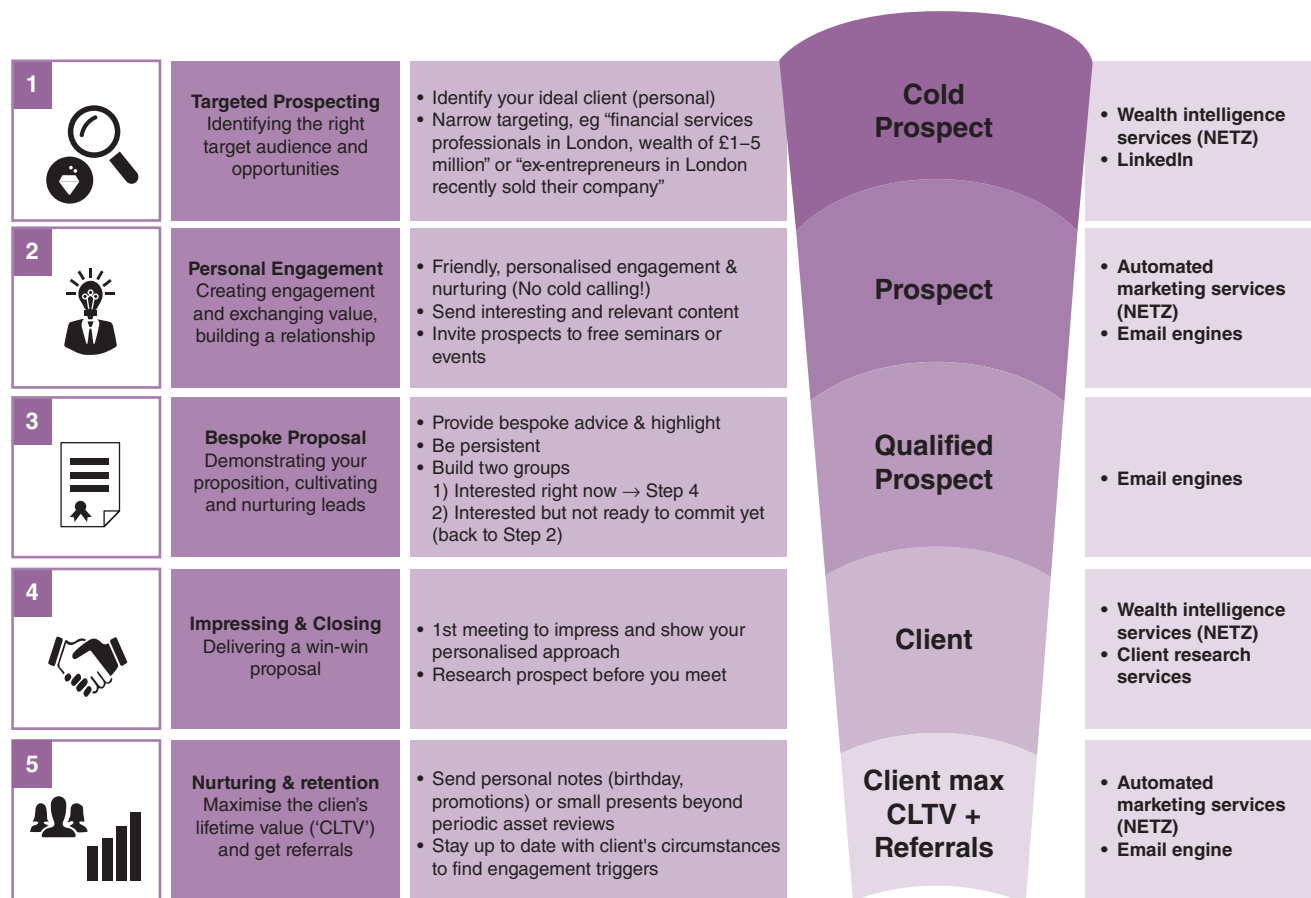 1
Targeted Prospecting
Identifying the right
target audience and
opportunities
• Identify your ideal client (personal)
• Narrow targeting, eg “financial services
professionals in London, wealth of £1–5
million” or “ex-entrepreneurs in London
recently sold their company”
Cold
Prospect
• Wealth intelligence
services (NETZ)
• LinkedIn
2
Personal Engagement
Creating engagement
and exchanging value,
building a relationship
• Friendly, personalised engagement &
nurturing (No cold calling!)
• Send interesting and relevant content
• Invite prospects to free seminars or
events
Prospect
• Automated
marketing services
(NETZ)
• Email engines
3
Bespoke Proposal
Demonstrating your
proposition, cultivating
and nurturing leads
• Provide bespoke advice & highlight
• Be persistent
• Build two groups
1) Interested right now → Step 4
2) Interested but not ready to commit yet
(back to Step 2)
Qualified
Prospect
• Email engines
4
Impressing & Closing
Delivering a win-win
proposal
• 1st meeting to impress and show your
personalised approach
• Research prospect before you meet
Client
• Wealth intelligence
services (NETZ)
• Client research
services
5
Nurturing & retention
Maximise the clien's
lifetime value (‘CLTV’)
and get referrals
• Send personal notes (birthday,
promotions) or small presents beyond
periodic asset reviews
• Stay up to date with client's circumstances
to find engagement triggers
Client max
CLTV +
Referrals
• Automated
marketing services
(NETZ)
• Email engine